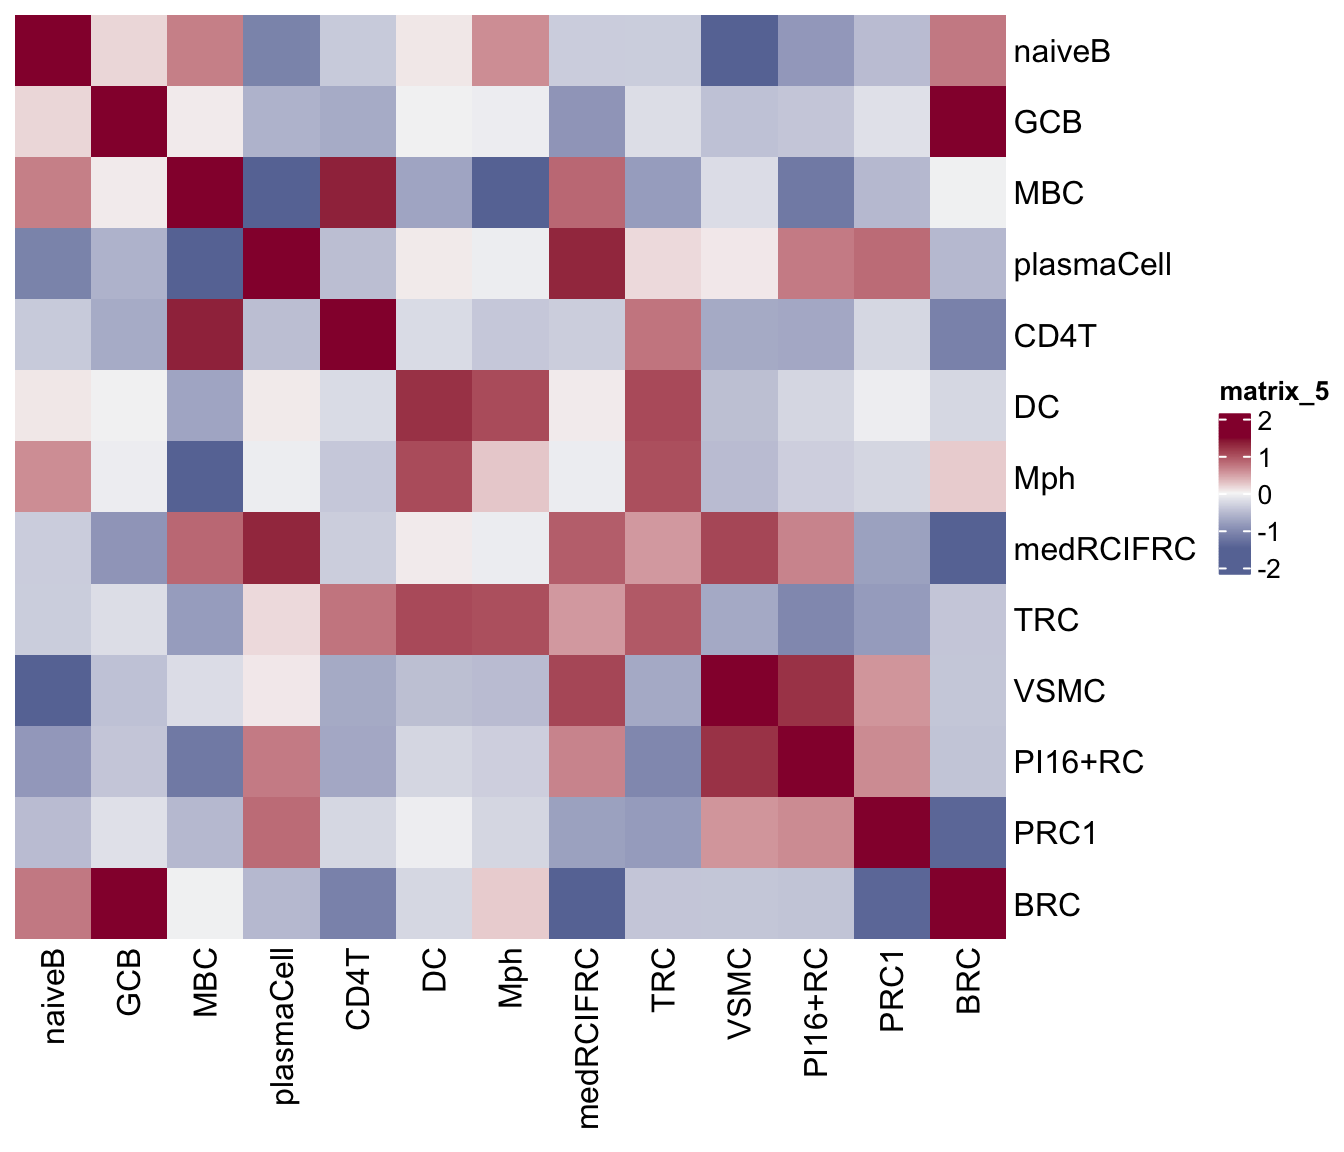 naiveB
GCB
MBC
plasmaCell
CD4T
DC
Mph
medRCIFRC
TRC
VSMC
PI16+RC
PRC1
BRC
matrix_5
2
1
0
-1
-2
naiveB
GCB
MBC
plasmaCell
CD4T
DC
Mph
medRCIFRC
TRC
VSMC
PI16+RC
PRC1
BRC